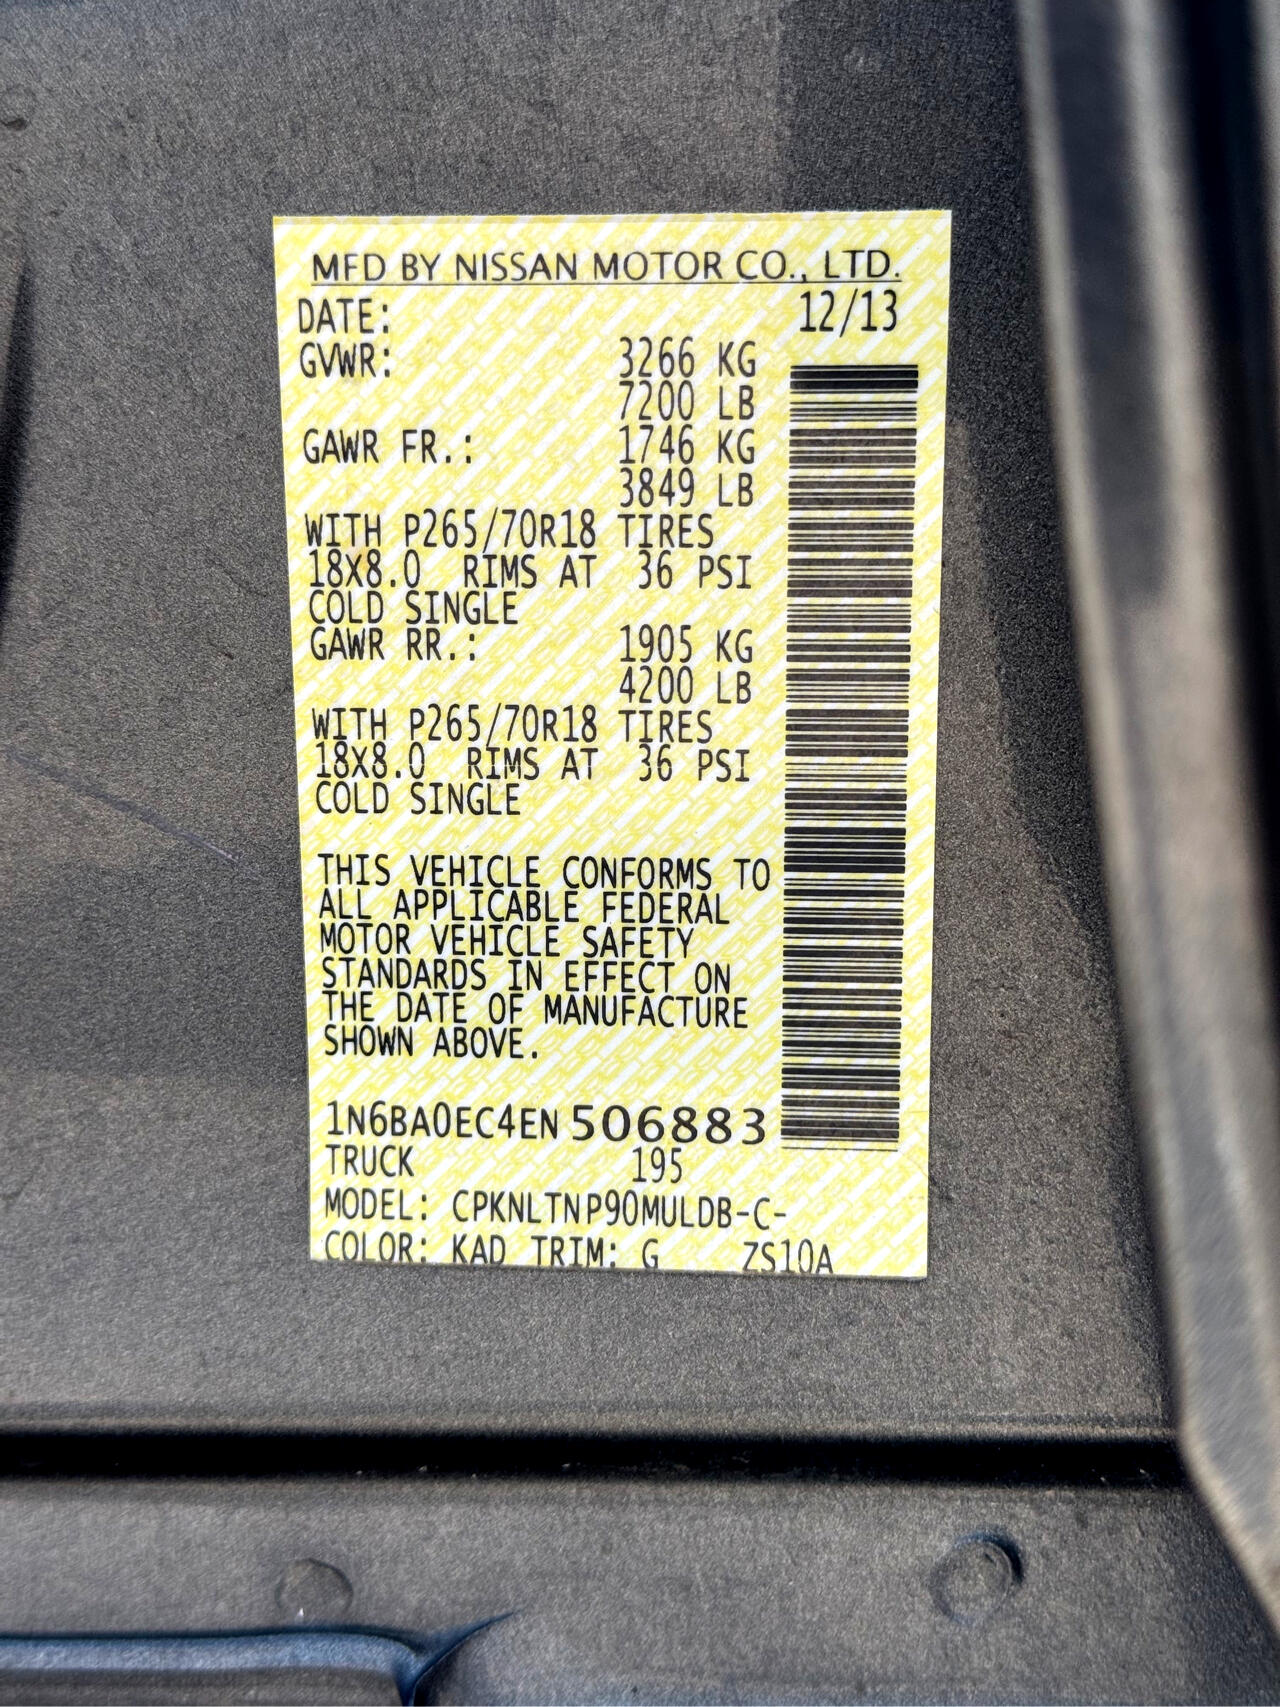 MFD BY NISSAN MOTOR CO., LTD.
DATE: 12/13
GVWR: 3266 KG
7200 LB
GAWR FR.: 1746 KG
3849 LB
WITH P265/70R18 TIRES
18X8.0 RIMS AT 36 PSI
COLD SINGLE
GAWR RR.: 1905 KG
4200 LB
WITH P265/70R18 TIRES
18X8.0 RIMS AT 36 PSI
COLD SINGLE
THIS VEHICLE CONFORMS TO
ALL APPLICABLE FEDERAL
MOTOR VEHICLE SAFETY
STANDARDS IN EFFECT ON
THE DATE OF MANUFACTURE
SHOWN ABOVE.
1N6BA0EC4EN506883
TRUCK 195
MODEL: CPKNLTNP90MULDB-C-
COLOR: KAD TRIM: G ZS10A